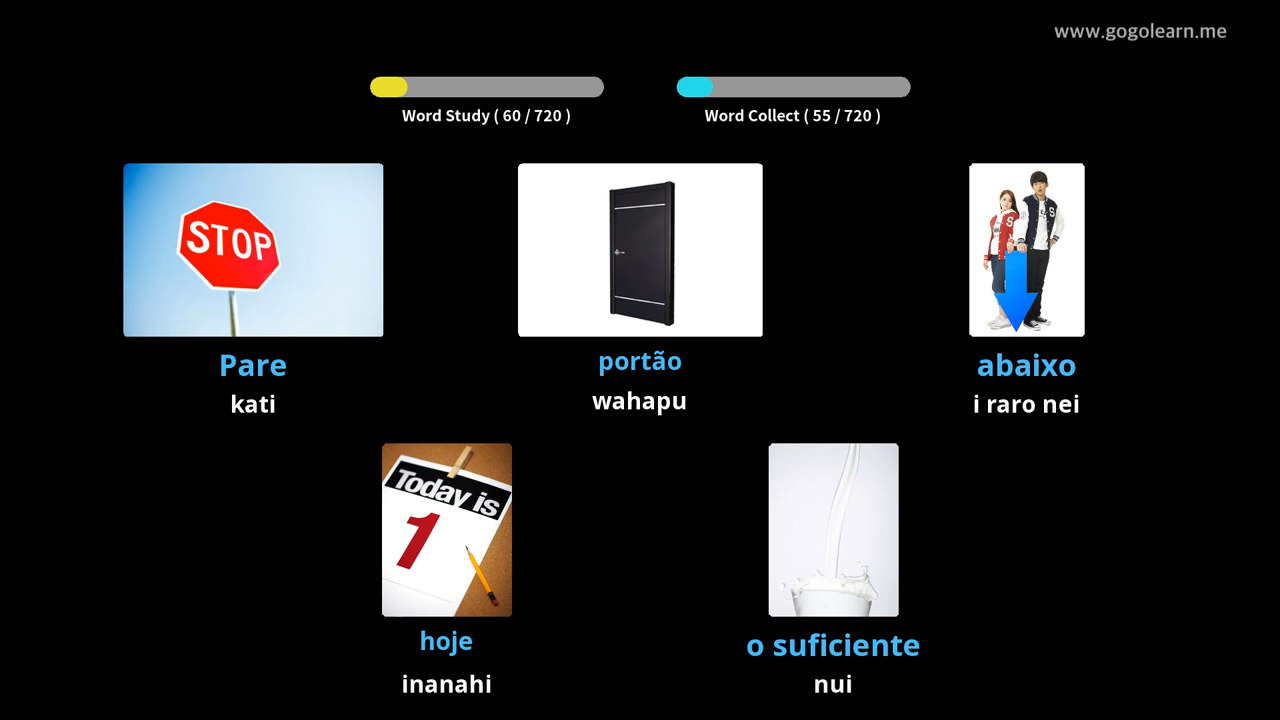 www.gogolearn.me
Word Study ( 60 / 720 )
Word Collect ( 55 / 720 )
STOP
Pare
kati
portão
wahapu
S
S
abaixo
i raro nei
Today is
1
hoje
inanahi
o suficiente
nui